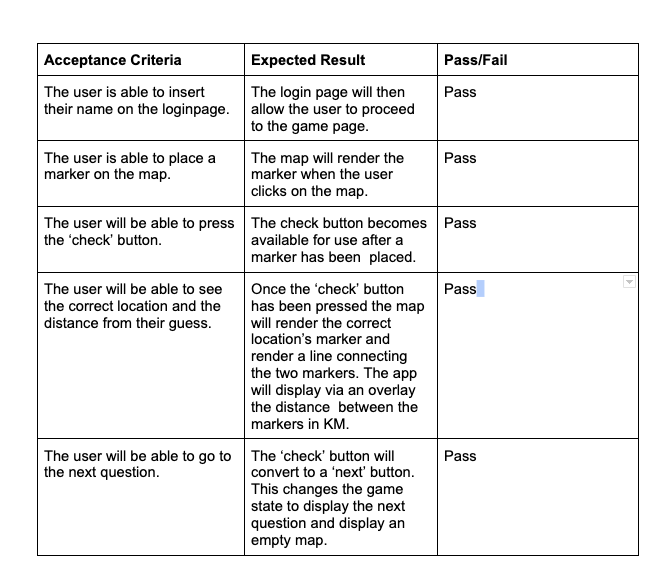 Acceptance Criteria
Expected Result
Pass/Fail
The user is able to insert
their name on the loginpage.
The login page will then
allow the user to proceed
to the game page.
Pass
The user is able to place a
marker on the map.
The map will render the
marker when the user
clicks on the map.
Pass
The user will be able to press
the ‘check’ button.
The check button becomes
available for use after a
marker has been  placed.
Pass
The user will be able to see
the correct location and the
distance from their guess.
Once the ‘check’ button
has been pressed the map
will render the correct
location’s marker and
render a line connecting
the two markers. The app
will display via an overlay
the distance  between the
markers in KM.
Pass
The user will be able to go to
the next question.
The ‘check’ button will
convert to a ‘next’ button.
This changes the game
state to display the next
question and display an
empty map.
Pass